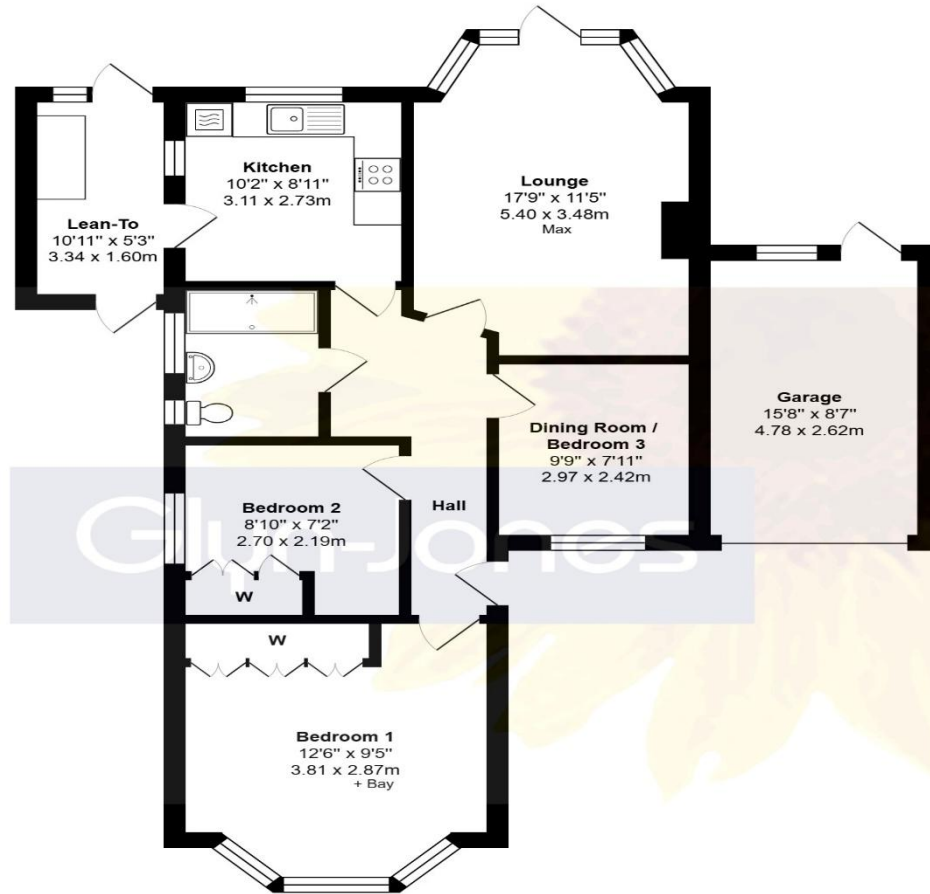 Kitchen
10'2" x 8'11"
3.11 x 2.73m
Lounge
17'9" x 11'5"
5.40 x 3.48m
Max
Lean-To
10'11" x 5'3"
3.34 x 1.60m
Garage
15'8" x 8'7"
4.78 x 2.62m
Dining Room /
Bedroom 3
9'9" x 7'11"
2.97 x 2.42m
Bedroom 2
8'10" x 7'2"
2.70 x 2.19m
Hall
Glyn-Jones
W
W
Bedroom 1
12'6" x 9'5"
3.81 x 2.87m
+ Bay